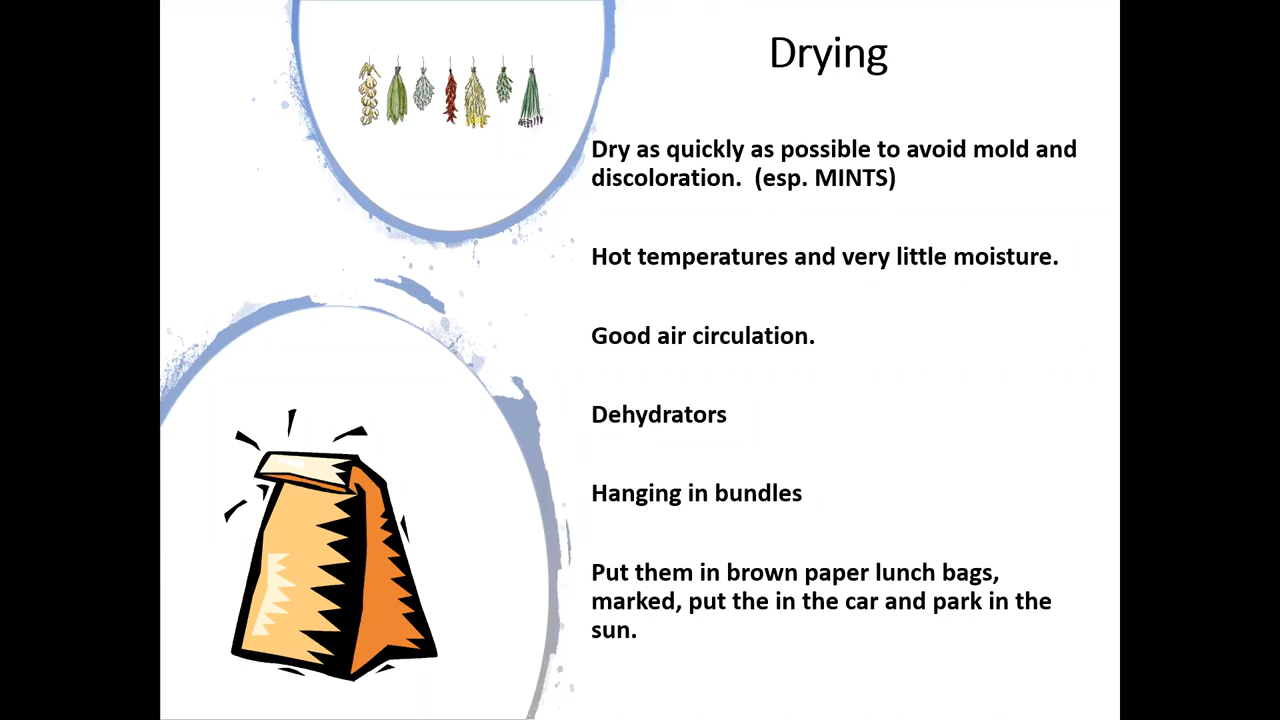 Drying
Dry as quickly as possible to avoid mold and
discoloration.  (esp. MINTS)
Hot temperatures and very little moisture.
Good air circulation.
Dehydrators
Hanging in bundles
Put them in brown paper lunch bags,
marked, put the in the car and park in the
sun.